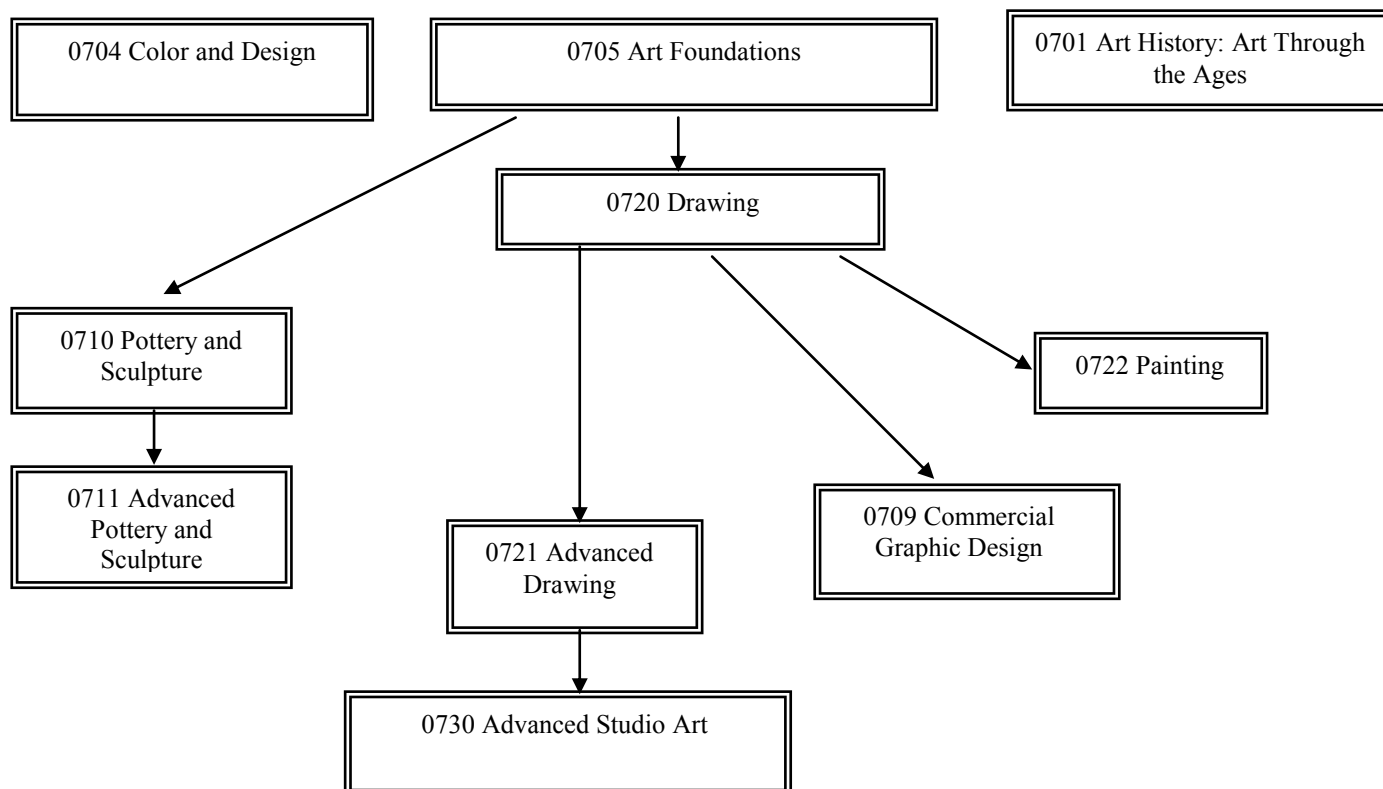 0704 Color and Design
0705 Art Foundations
0701 Art History: Art Through
the Ages
0720 Drawing
0710 Pottery and
Sculpture
0722 Painting
0711 Advanced
Pottery and
Sculpture
0721 Advanced
Drawing
0709 Commercial
Graphic Design
0730 Advanced Studio Art